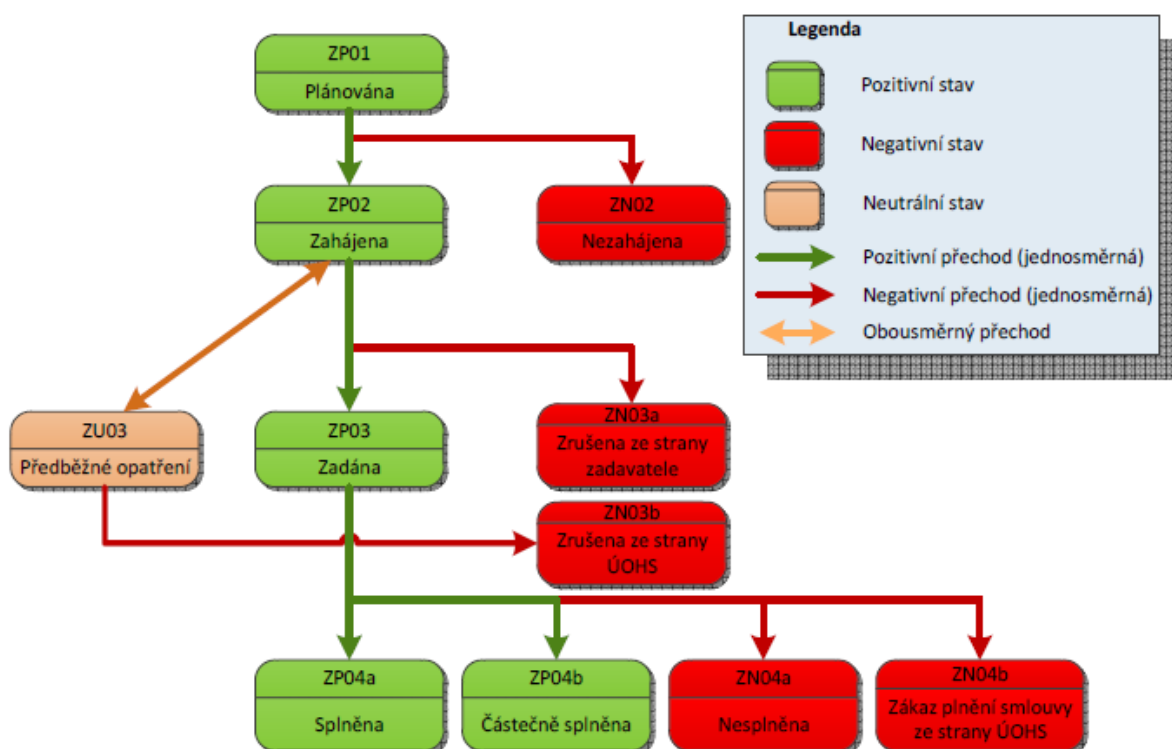 ZP01
Plánována
Legenda
Pozitivní stav
Negativní stav
Neutrální stav
Pozitivní přechod (jednosměrná)
Negativní přechod (jednosměrná)
Obousměrný přechod
ZP02
Zahájena
ZN02
Nezahájena
ZU03
Předběžné opatření
ZP03
Zadána
ZN03a
Zrušena ze strany
zadavatele
ZN03b
Zrušena ze strany
ÚOHS
ZP04a
Splněna
ZP04b
Částečně splněna
ZN04a
Nesplněna
ZN04b
Zákaz plnění smlouvy
ze strany ÚOHS